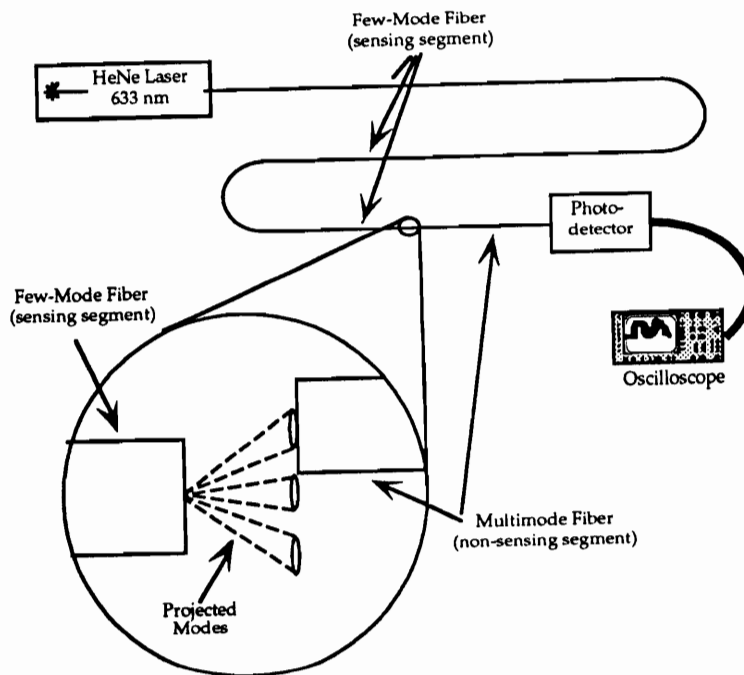 Few-Mode Fiber
(sensing segment)
HeNe Laser
633 nm
Photo-
detector
Few-Mode Fiber
(sensing segment)
Oscilloscope
Multimode Fiber
(non-sensing segment)
Projected
Modes